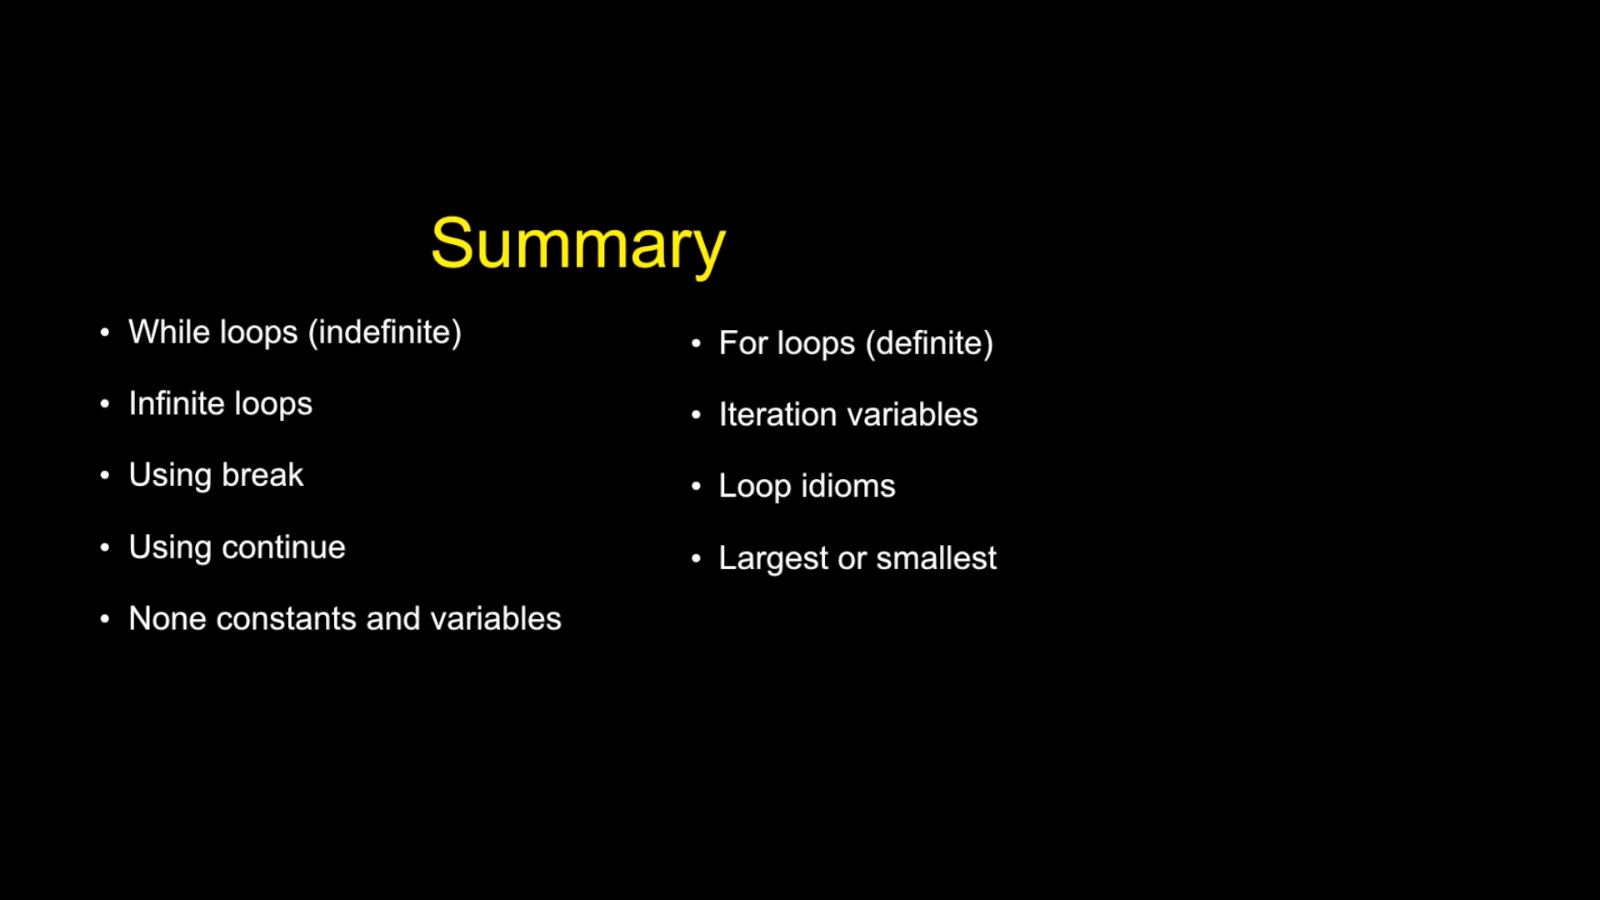 Summary
• While loops (indefinite)
• Infinite loops
• Using break
• Using continue
• None constants and variables
• For loops (definite)
• Iteration variables
• Loop idioms
• Largest or smallest